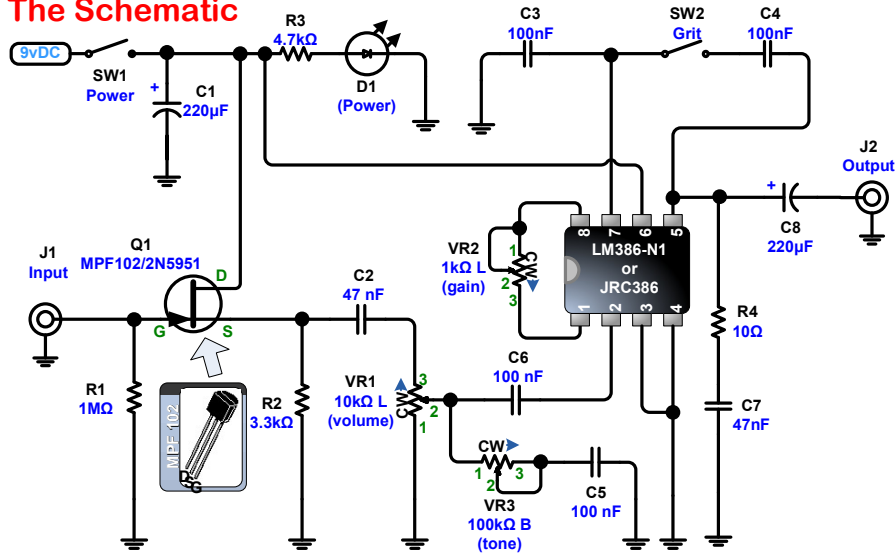 The Schematic
9vDC
SW1
Power
C1
+
220µF
R3
4.7kΩ
D1
(Power)
C3
100nF
SW2
Grit
C4
100nF
J2
Output
+
C8
220µF
J1
Input
Q1
MPF102/2N5951
D
G
S
C2
47 nF
VR2
1kΩ L
(gain)
1
2
3
CW
8
7
6
5
LM386-N1
or
JRC386
1
2
3
4
R4
10Ω
C7
47nF
R1
1MΩ
MPF 102
D
S
G
R2
3.3kΩ
VR1
10kΩ L
(volume)
CW
3
2
1
C6
100 nF
CW
1
2
3
VR3
100kΩ B
(tone)
C5
100 nF